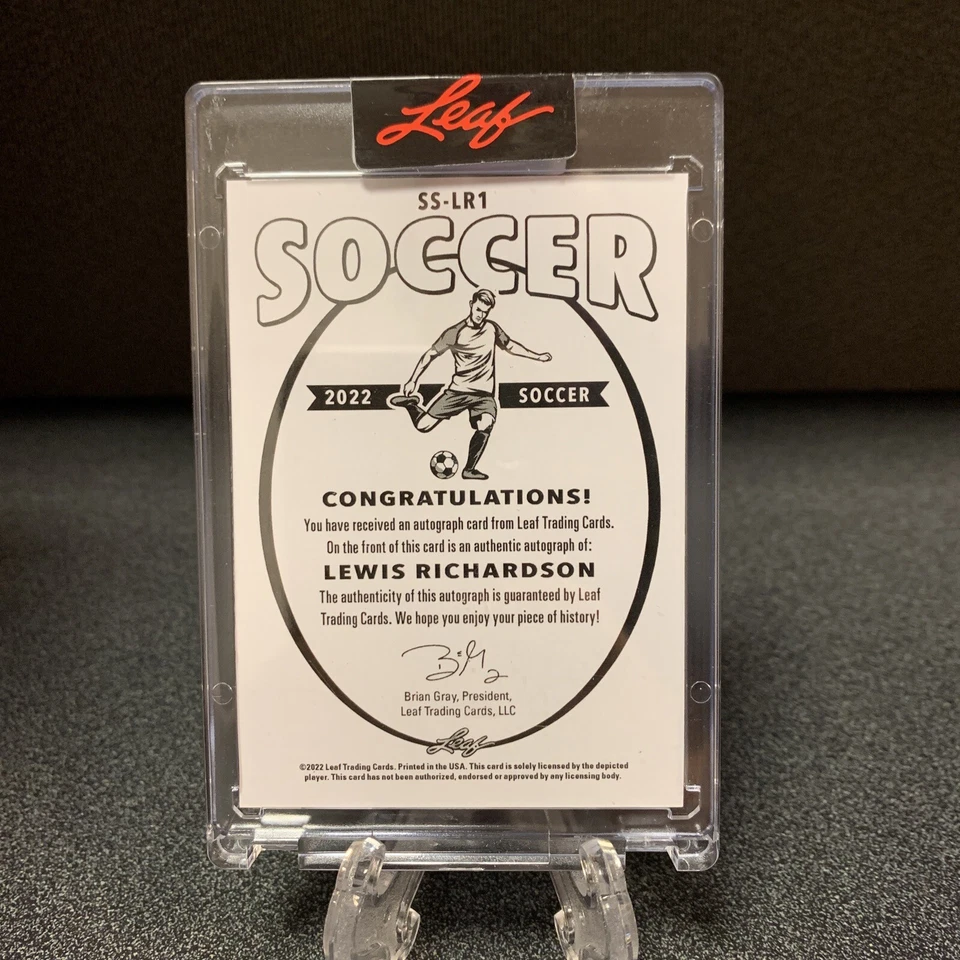 Leaf
SS-LR1
SOCCER
2022 SOCCER
CONGRATULATIONS!
You have received an autograph card from Leaf Trading Cards.
On the front of this card is an authentic autograph of:
LEWIS RICHARDSON
The authenticity of this autograph is guaranteed by Leaf
Trading Cards. We hope you enjoy your piece of history!
Brian Gray, President,
Leaf Trading Cards, LLC
Leaf
©2022 Leaf Trading Cards. Printed in the USA. This card is solely licensed by the depicted
player. This card has not been authorized, endorsed or approved by any licensing body.